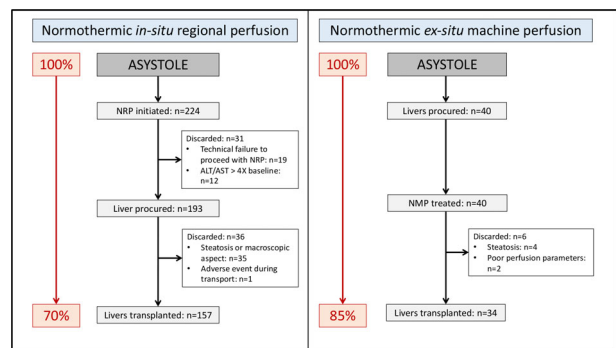 Normothermic in-situ regional perfusion
100%
ASYSTOLE
NRP initiated: n=224
Discarded: n=31
• Technical failure to
proceed with NRP: n=19
• ALT/AST > 4X baseline:
n=12
Liver procured: n=193
Discarded: n=36
• Steatosis or macroscopic
aspect: n=35
• Adverse event during
transport: n=1
70%
Livers transplanted: n=157
Normothermic ex-situ machine perfusion
100%
ASYSTOLE
Livers procured: n=40
NMP treated: n=40
Discarded: n=6
• Steatosis: n=4
• Poor perfusion parameters:
n=2
85%
Livers transplanted: n=34